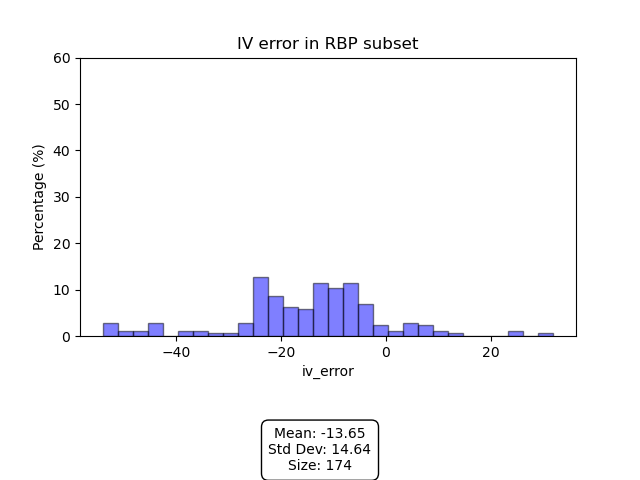 IV error in RBP subset
60
50
40
30
20
10
0
Percentage (%)
−40
−20
0
20
iv_error
Mean: -13.65
Std Dev: 14.64
Size: 174